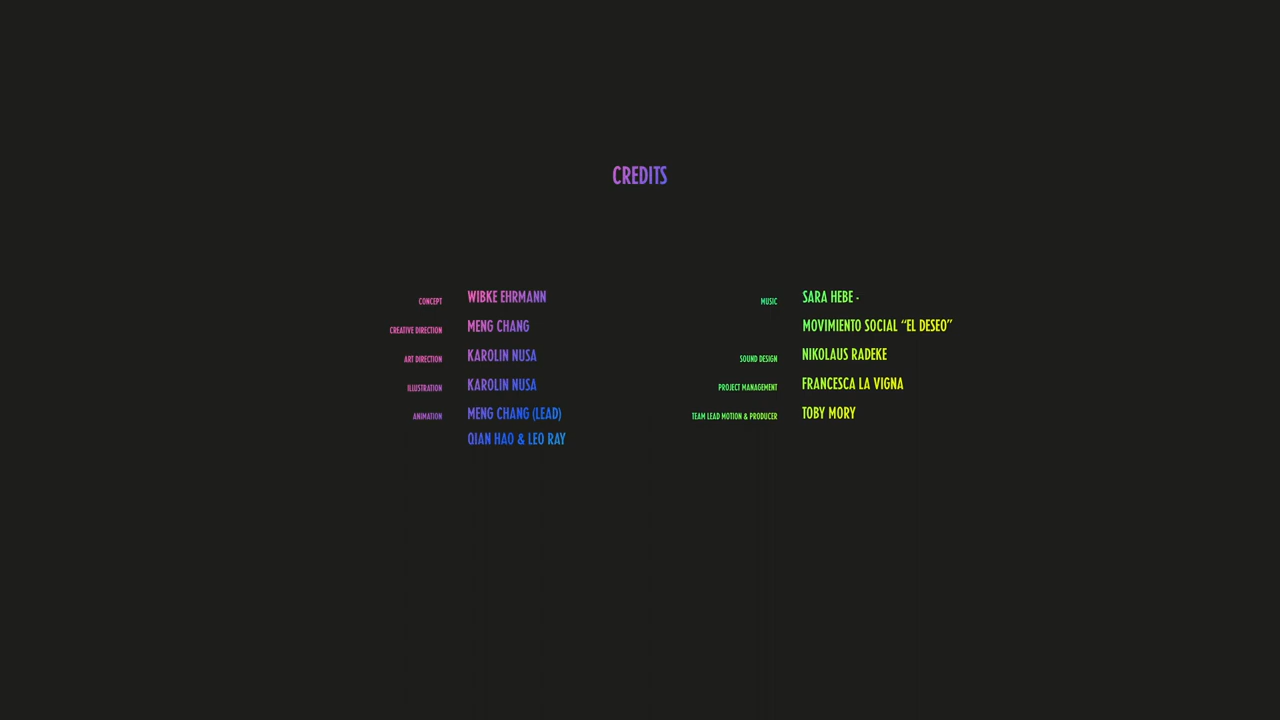 CREDITS
CONCEPT WIBKE EHRMANN
CREATIVE DIRECTION MENG CHANG
ART DIRECTION KAROLIN NUSA
ILLUSTRATION KAROLIN NUSA
ANIMATION MENG CHANG (LEAD)
QIAN HAO & LEO RAY
MUSIC SARA HEBE -
MOVIMIENTO SOCIAL “EL DESEO”
SOUND DESIGN NIKOLAUS RADEKE
PROJECT MANAGEMENT FRANCESCA LA VIGNA
TEAM LEAD MOTION & PRODUCER TOBY MORY